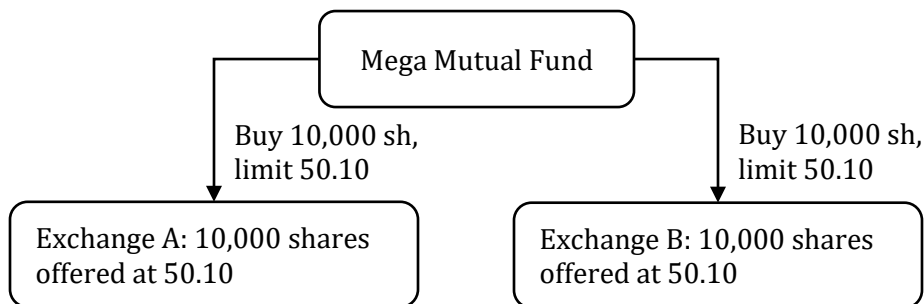 Mega Mutual Fund
Buy 10,000 sh,
limit 50.10
Buy 10,000 sh,
limit 50.10
Exchange A: 10,000 shares
offered at 50.10
Exchange B: 10,000 shares
offered at 50.10